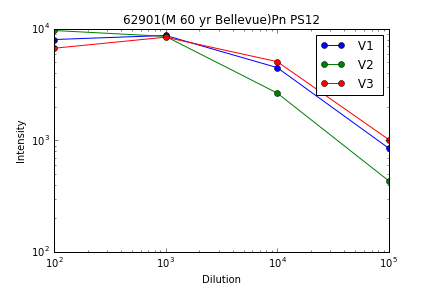 62901(M 60 yr Bellevue)Pn PS12
10^4
10^3
10^2
Intensity
V1
V2
V3
10^2 10^3 10^4 10^5
Dilution